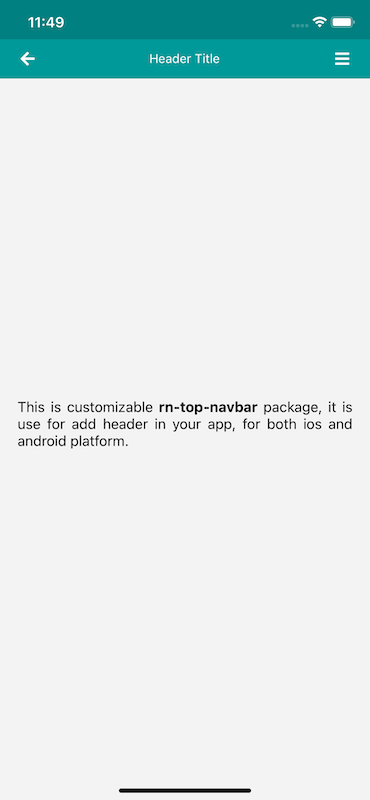 11:49
Header Title
This is customizable rn-top-navbar package, it is
use for add header in your app, for both ios and
android platform.